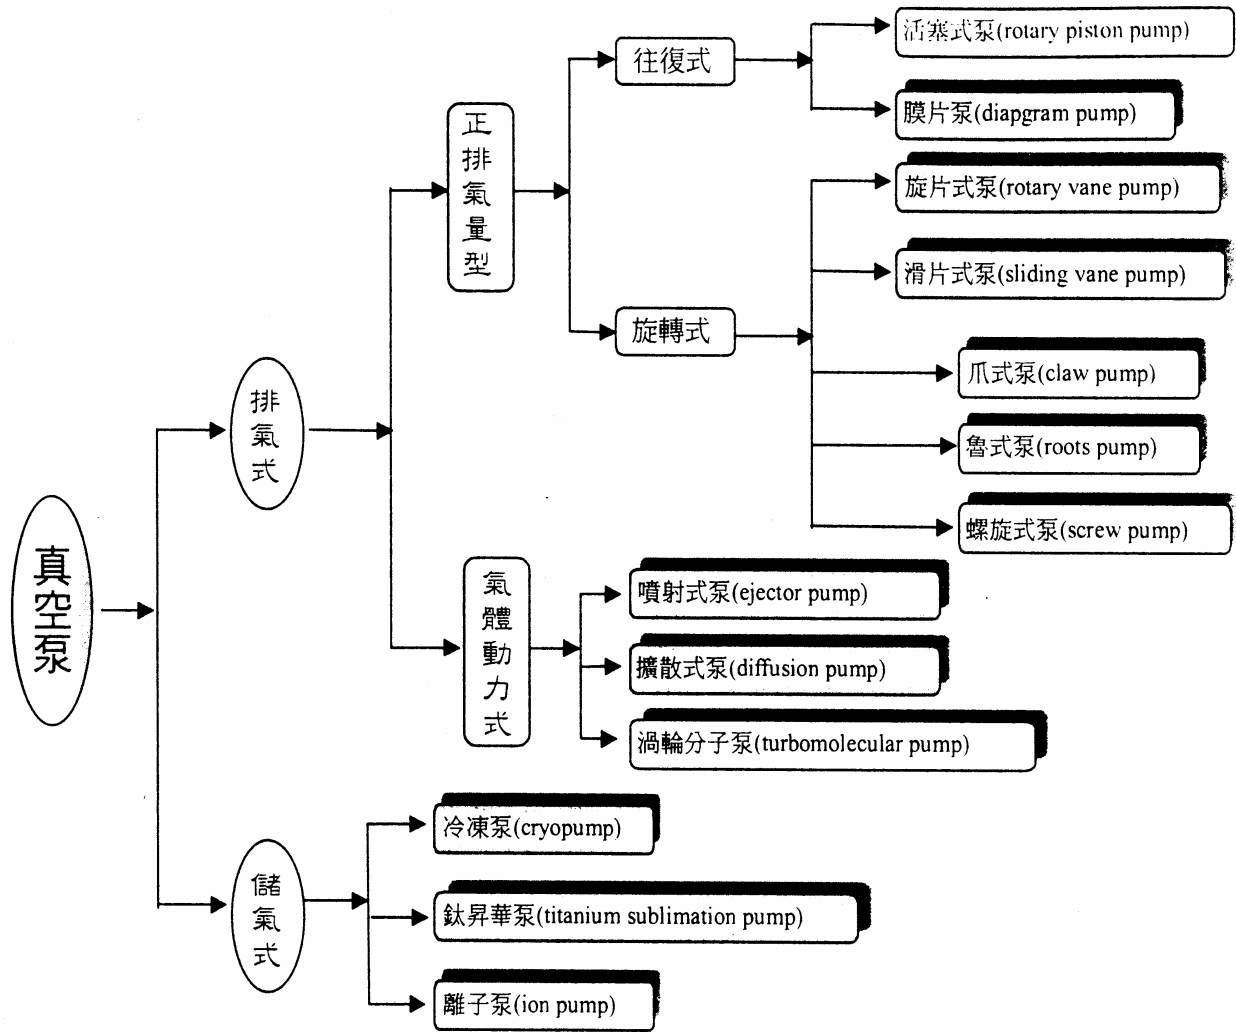 真空泵
排氣式
正排氣量型
往復式
活塞式泵(rotary piston pump)
膜片泵(diapgram pump)
旋轉式
旋片式泵(rotary vane pump)
滑片式泵(sliding vane pump)
爪式泵(claw pump)
魯式泵(roots pump)
螺旋式泵(screw pump)
氣體動力式
噴射式泵(ejector pump)
擴散式泵(diffusion pump)
渦輪分子泵(turbomolecular pump)
儲氣式
冷凍泵(cryopump)
鈦昇華泵(titanium sublimation pump)
離子泵(ion pump)